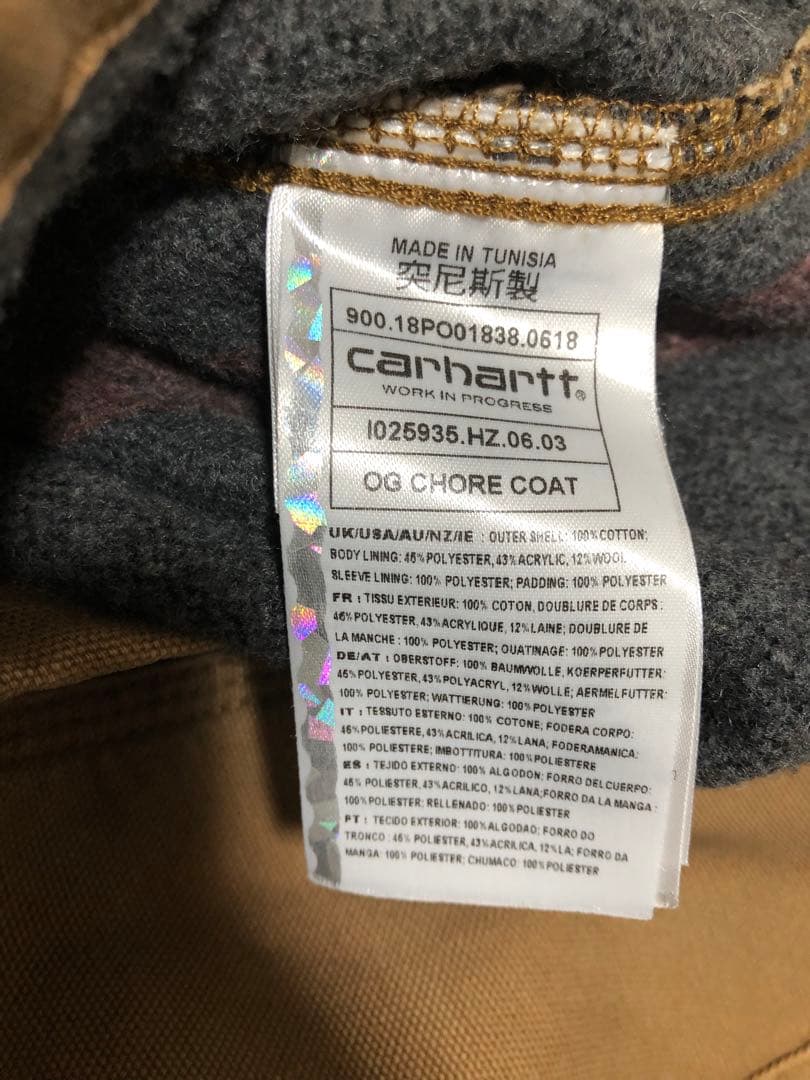 MADE IN TUNISIA
突尼斯製
900.18PO01838.0618
carhartt®
WORK IN PROGRESS
I025935.HZ.06.03
OG CHORE COAT
UK/USA/AU/NZ/IE : OUTER SHELL: 100% COTTON;
BODY LINING: 45% POLYESTER, 43% ACRYLIC, 12% WOOL
SLEEVE LINING: 100% POLYESTER; PADDING: 100% POLYESTER
FR : TISSU EXTERIEUR: 100% COTON, DOUBLURE DE CORPS :
45% POLYESTER, 43% ACRYLIQUE, 12% LAINE; DOUBLURE DE
LA MANCHE : 100% POLYESTER; OUATINAGE: 100% POLYESTER
DE/AT : OBERSTOFF: 100% BAUMWOLLE, KOERPERFUTTER:
45% POLYESTER, 43% POLYACRYL, 12% WOLLE; AERMELFUTTER:
100% POLYESTER; WATTIERUNG: 100% POLYESTER
IT : TESSUTO ESTERNO: 100% COTONE; FODERA CORPO:
45% POLIESTERE, 43% ACRILICA, 12% LANA; FODERAMANICA:
100% POLIESTERE; IMBOTTITURA: 100% POLIESTERE
ES : TEJIDO EXTERNO: 100% ALGODON; FORRO DEL CUERPO:
45% POLIESTER, 43% ACRILICO, 12% LANA; FORRO DA LA MANGA :
100% POLIESTER; RELLENADO: 100% POLIESTER
PT : TECIDO EXTERIOR: 100% ALGODAO; FORRO DO
TRONCO : 45% POLIESTER, 43% ACRILICA, 12% LA; FORRO DA
MANGA: 100% POLIESTER; CHUMACO: 100% POLIESTER